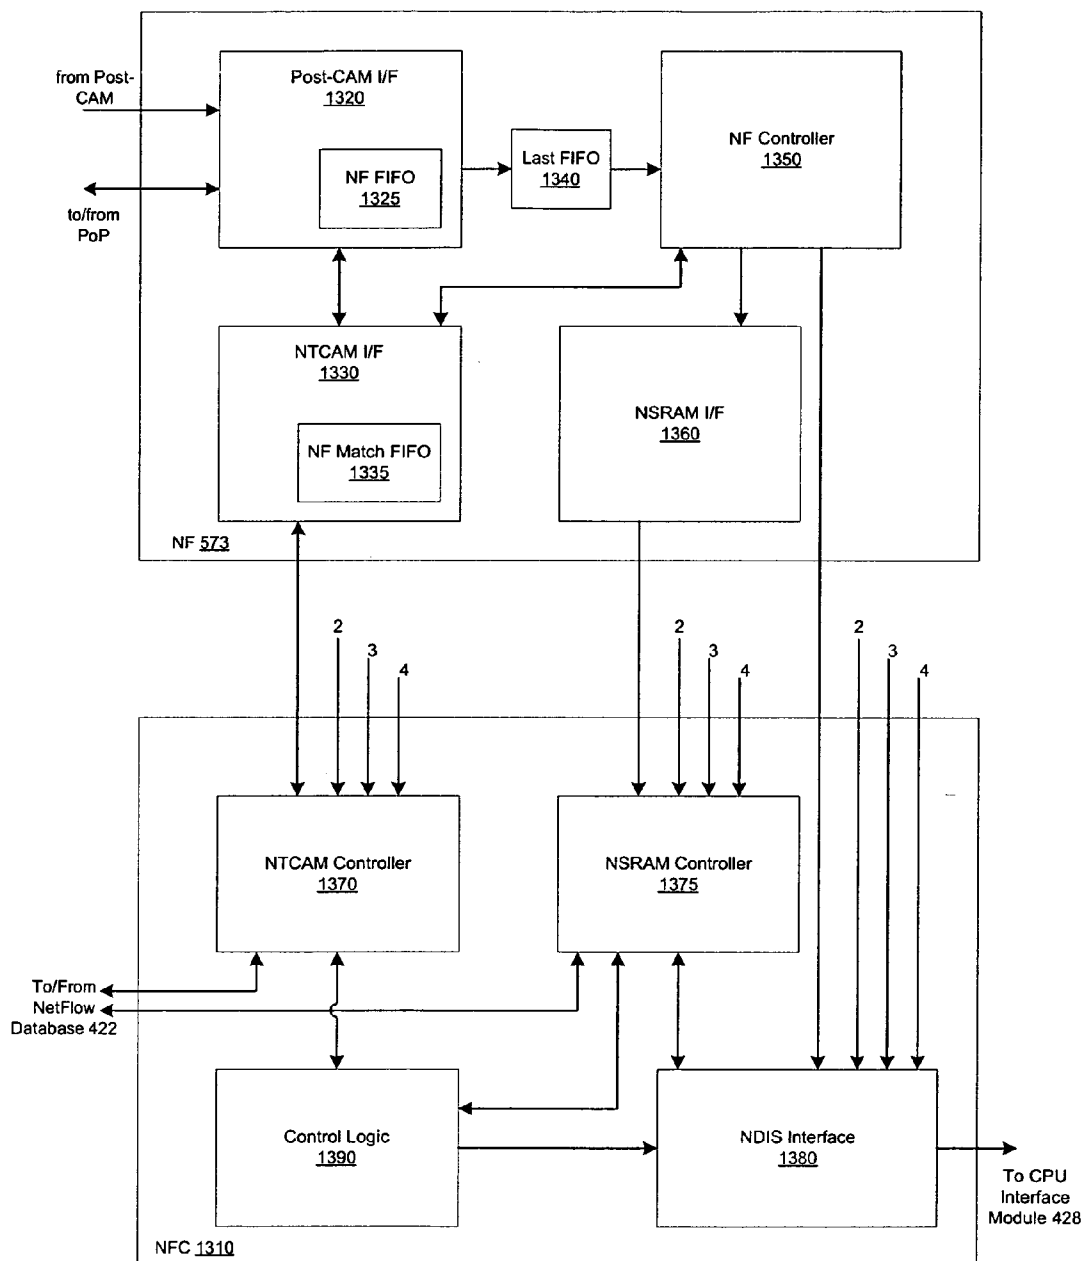 from Post-
CAM
to/from
PoP
Post-CAM I/F
1320
NF FIFO
1325
Last FIFO
1340
NF Controller
1350
NTCAM I/F
1330
NF Match FIFO
1335
NSRAM I/F
1360
NF 573
2
3
4
2
3
4
2
3
4
NTCAM Controller
1370
NSRAM Controller
1375
To/From
NetFlow
Database 422
Control Logic
1390
NDIS Interface
1380
To CPU
Interface
Module 428
NFC 1310